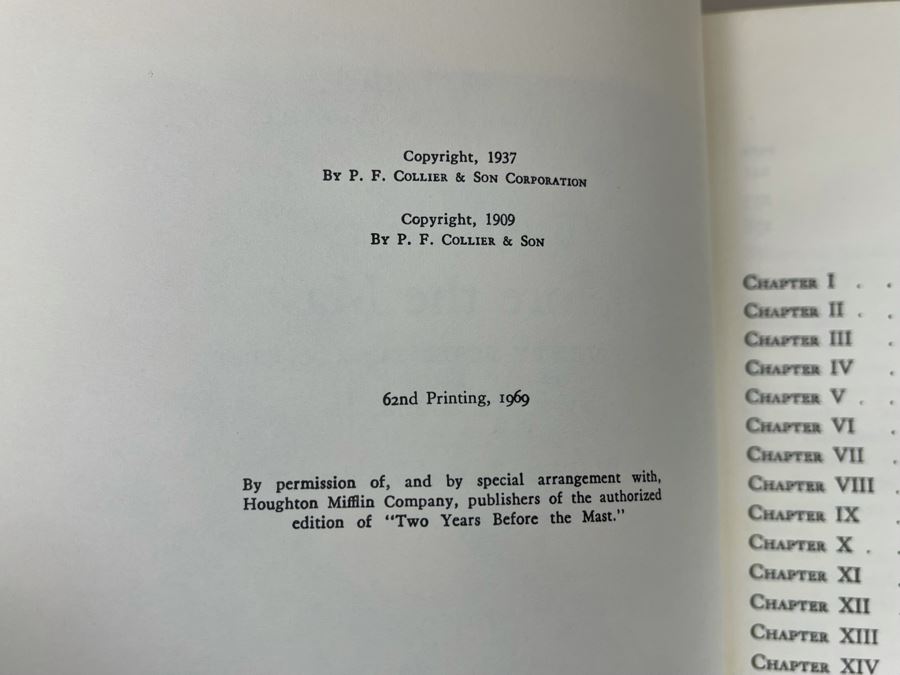 Copyright, 1937
By P. F. Collier & Son Corporation
Copyright, 1909
By P. F. Collier & Son
62nd Printing, 1969
By permission of, and by special arrangement with,
Houghton Mifflin Company, publishers of the authorized
edition of "Two Years Before the Mast."
Chapter I . .
Chapter II . .
Chapter III .
Chapter IV .
Chapter V . .
Chapter VI .
Chapter VII .
Chapter VIII .
Chapter IX .
Chapter X . .
Chapter XI .
Chapter XII
Chapter XIII
Chapter XIV